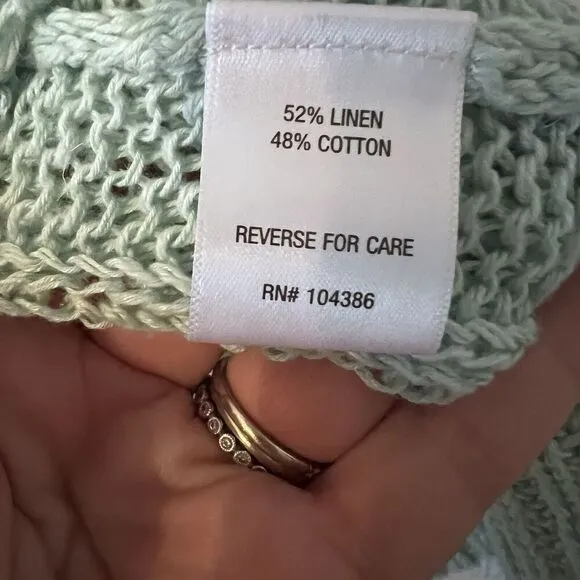 52% LINEN
48% COTTON
REVERSE FOR CARE
RN# 104386